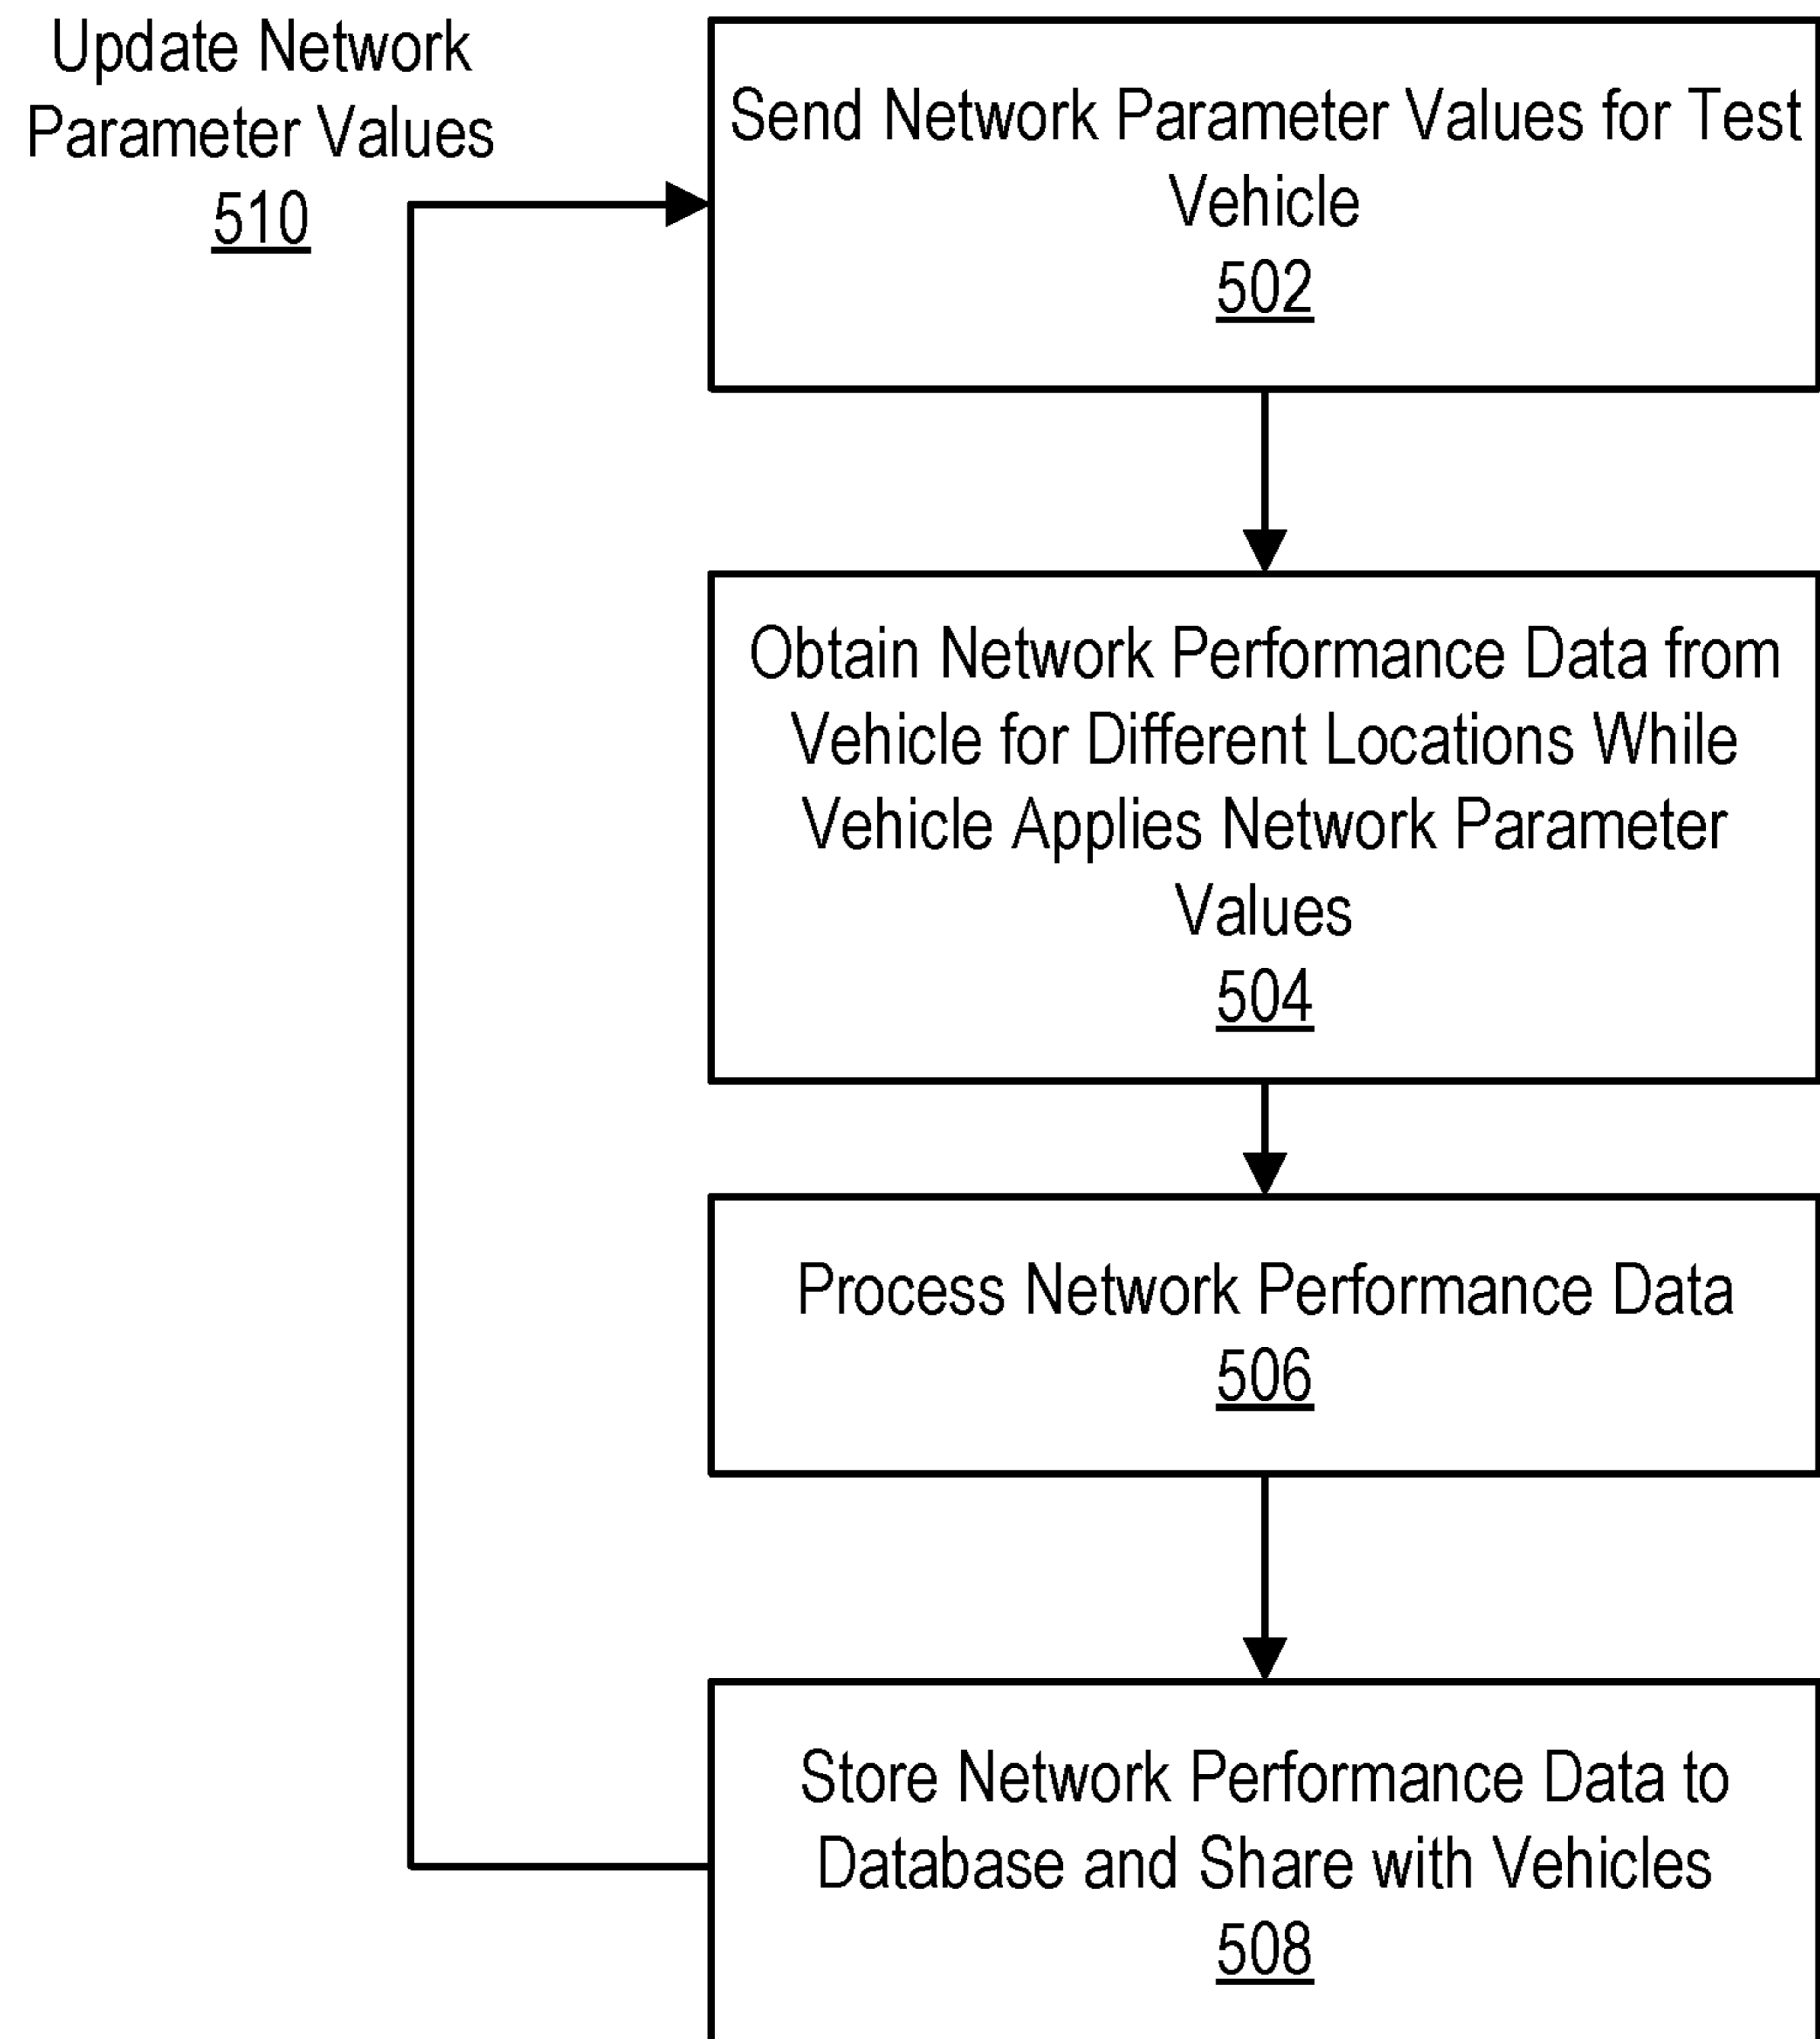 Update Network
Parameter Values
510
Send Network Parameter Values for Test
Vehicle
502
Obtain Network Performance Data from
Vehicle for Different Locations While
Vehicle Applies Network Parameter
Values
504
Process Network Performance Data
506
Store Network Performance Data to
Database and Share with Vehicles
508